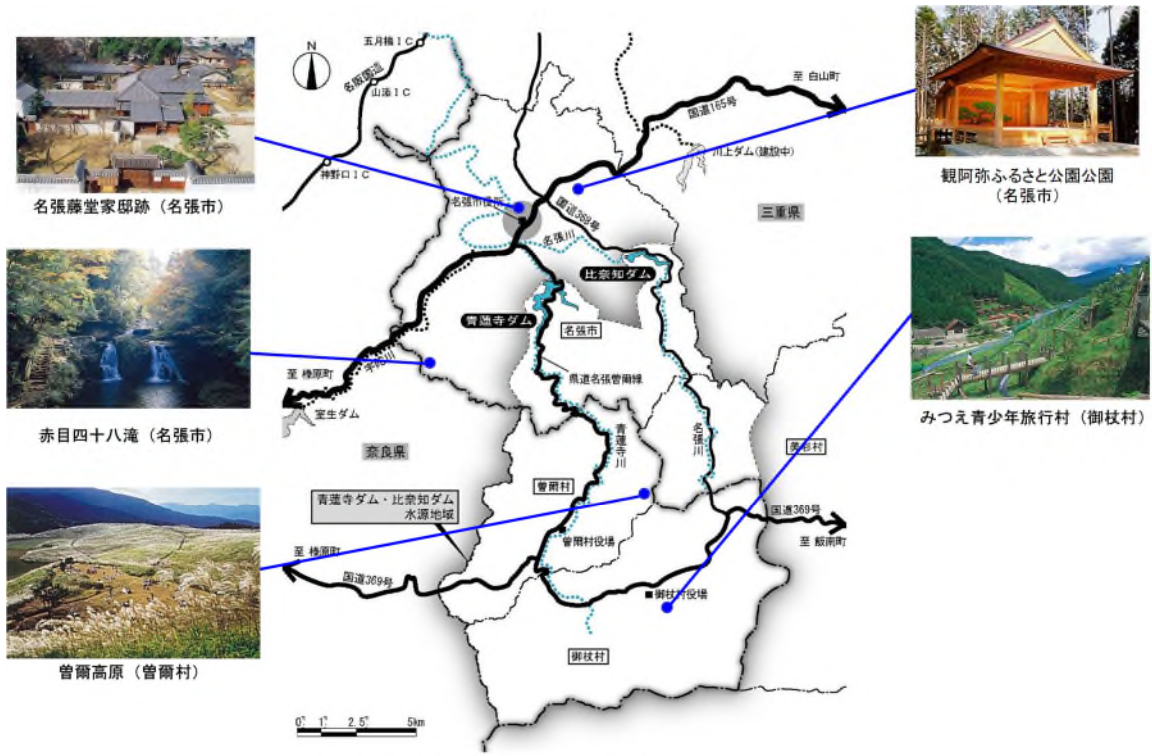 五月橋IC
名阪国道
山添IC
神野口IC
N
至 白山町
国道165号
川上ダム(建設中)
名張藤堂家邸跡（名張市）
観阿弥ふるさと公園公園
（名張市）
名張市役所
国道368号
名張川
三重県
比奈知ダム
青蓮寺ダム
名張市
宇陀川
県道名張曽爾線
至 榛原町
室生ダム
赤目四十八滝（名張市）
みつえ青少年旅行村（御杖村）
奈良県
青蓮寺川
名張川
美杉村
曽爾村
青蓮寺ダム・比奈知ダム
水源地域
国道369号
至 飯南町
曽爾村役場
至 榛原町
国道369号
御杖村役場
御杖村
曽爾高原（曽爾村）
0 1 2.5 5km